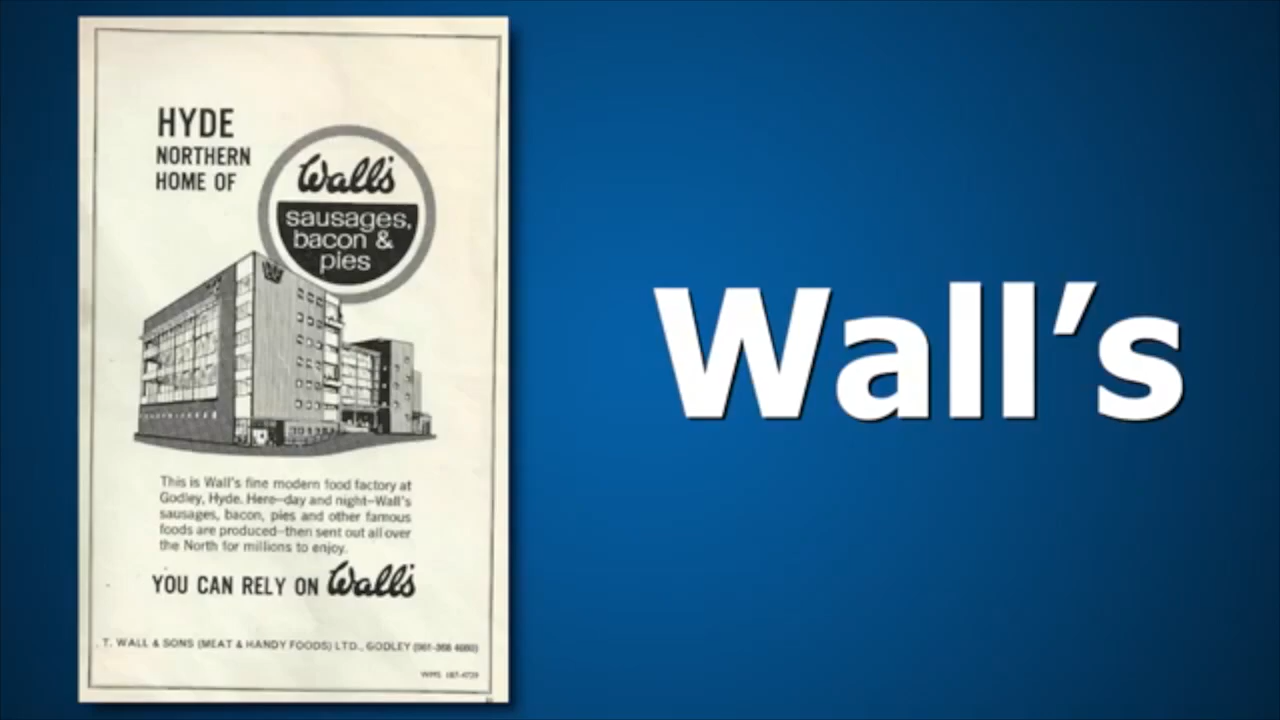 HYDE
NORTHERN
HOME OF
Wall's
sausages,
bacon &
pies
This is Wall's fine modern food factory at
Godley, Hyde. Here—day and night—Wall's
sausages, bacon, pies and other famous
foods are produced—then sent out all over
the North for millions to enjoy.
YOU CAN RELY ON Wall's
T. WALL & SONS (MEAT & HANDY FOODS) LTD., GODLEY
Wall's